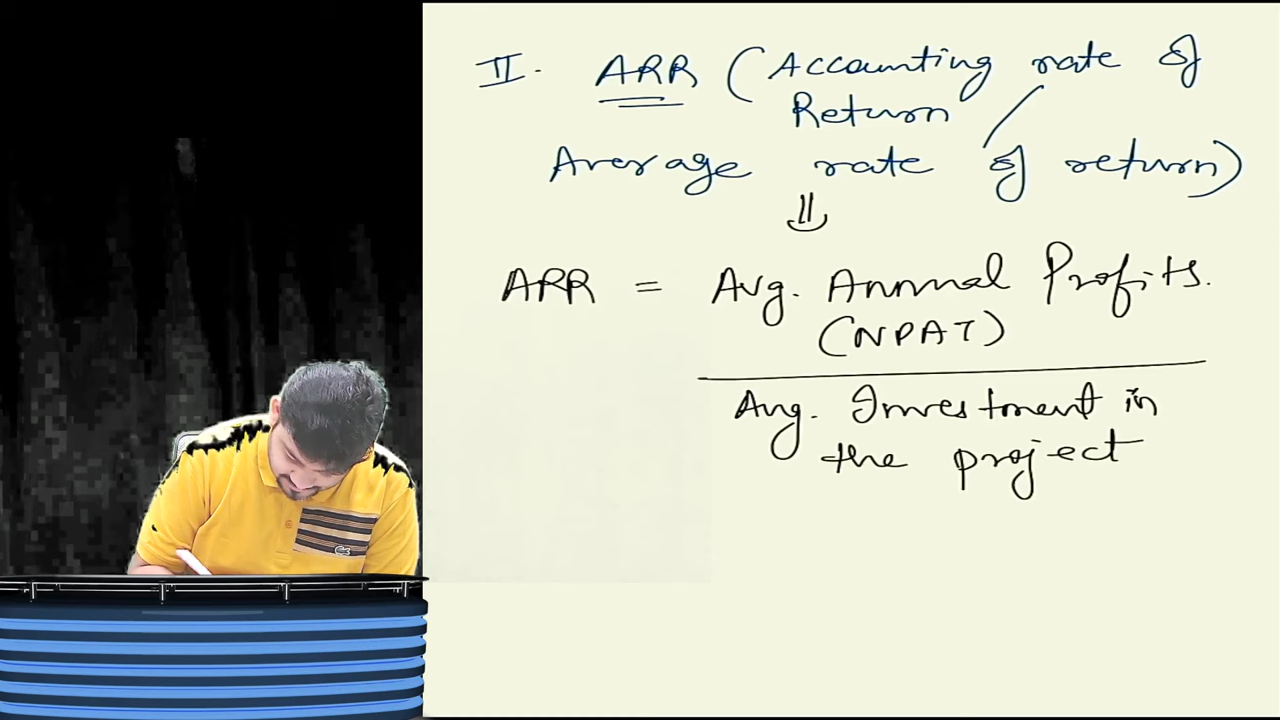 II. ARR (Accounting rate of
Return /
Average rate of return)
⇓
ARR = Avg. Annual Profits.
(NPAT)
Avg. Investment in
the project